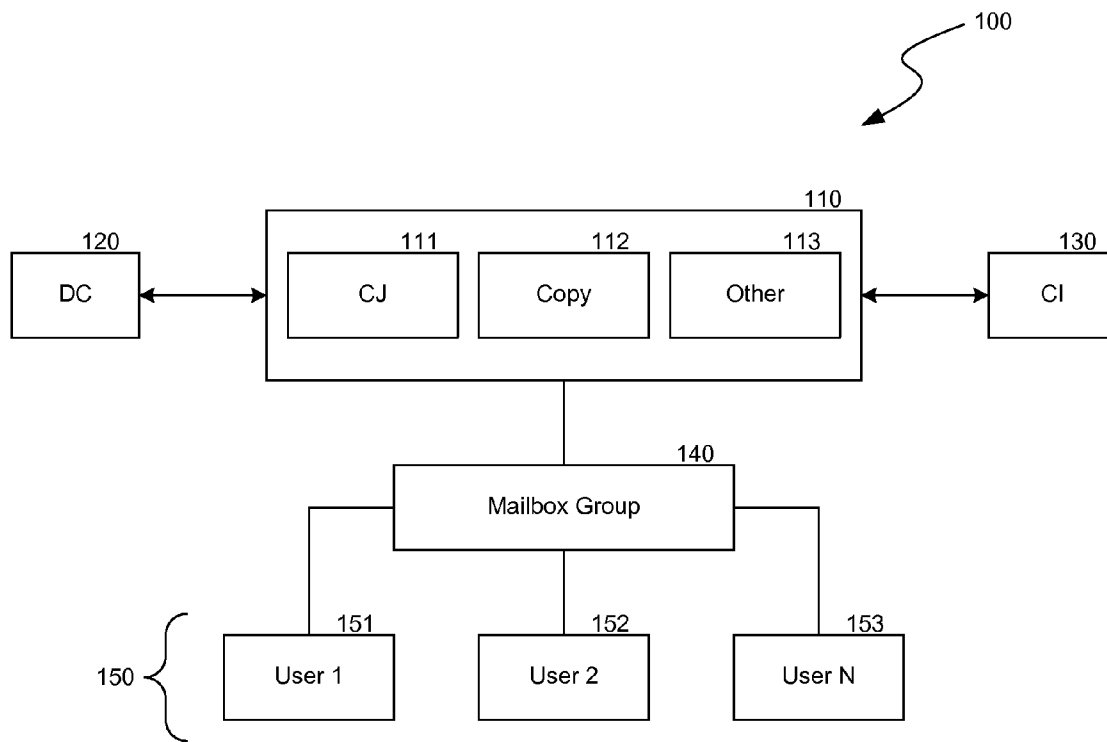 100
110
120
111
112
113
130
DC
CJ
Copy
Other
CI
140
Mailbox Group
151
152
153
150
User 1
User 2
User N